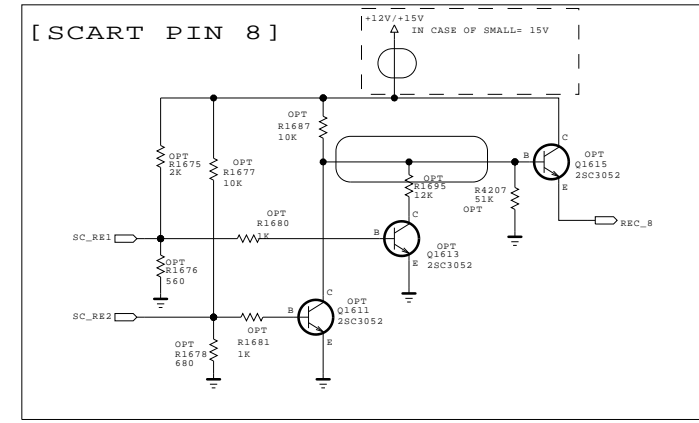 [SCART PIN 8]
+12V/+15V
IN CASE OF SMALL= 15V
OPT
R1687
10K
OPT
R1675
2K
OPT
R1677
10K
C
B
E
OPT
Q1615
2SC3052
OPT
R1695
12K
R4207
51K
OPT
REC_8
OPT
R1680
1K
SC_RE1
C
B
E
OPT
Q1613
2SC3052
OPT
R1676
560
C
B
E
OPT
Q1611
2SC3052
SC_RE2
OPT
R1681
1K
OPT
R1678
680